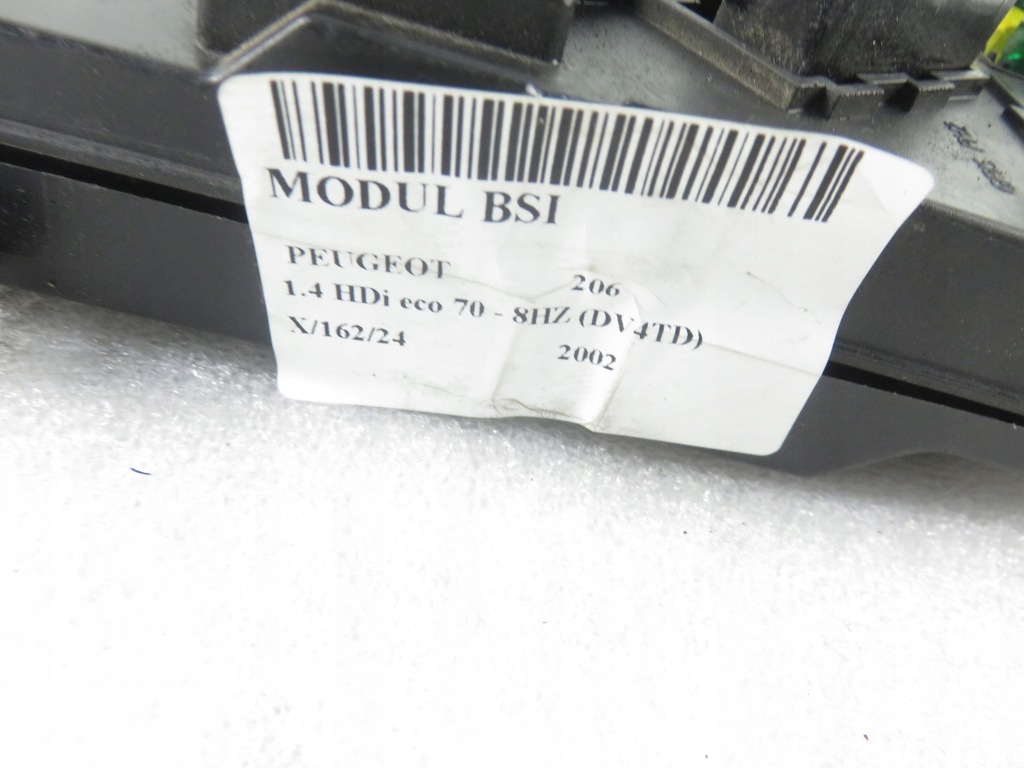 MODUL BSI
PEUGEOT 206
1.4 HDi eco 70 - 8HZ (DV4TD)
X/162/24 2002